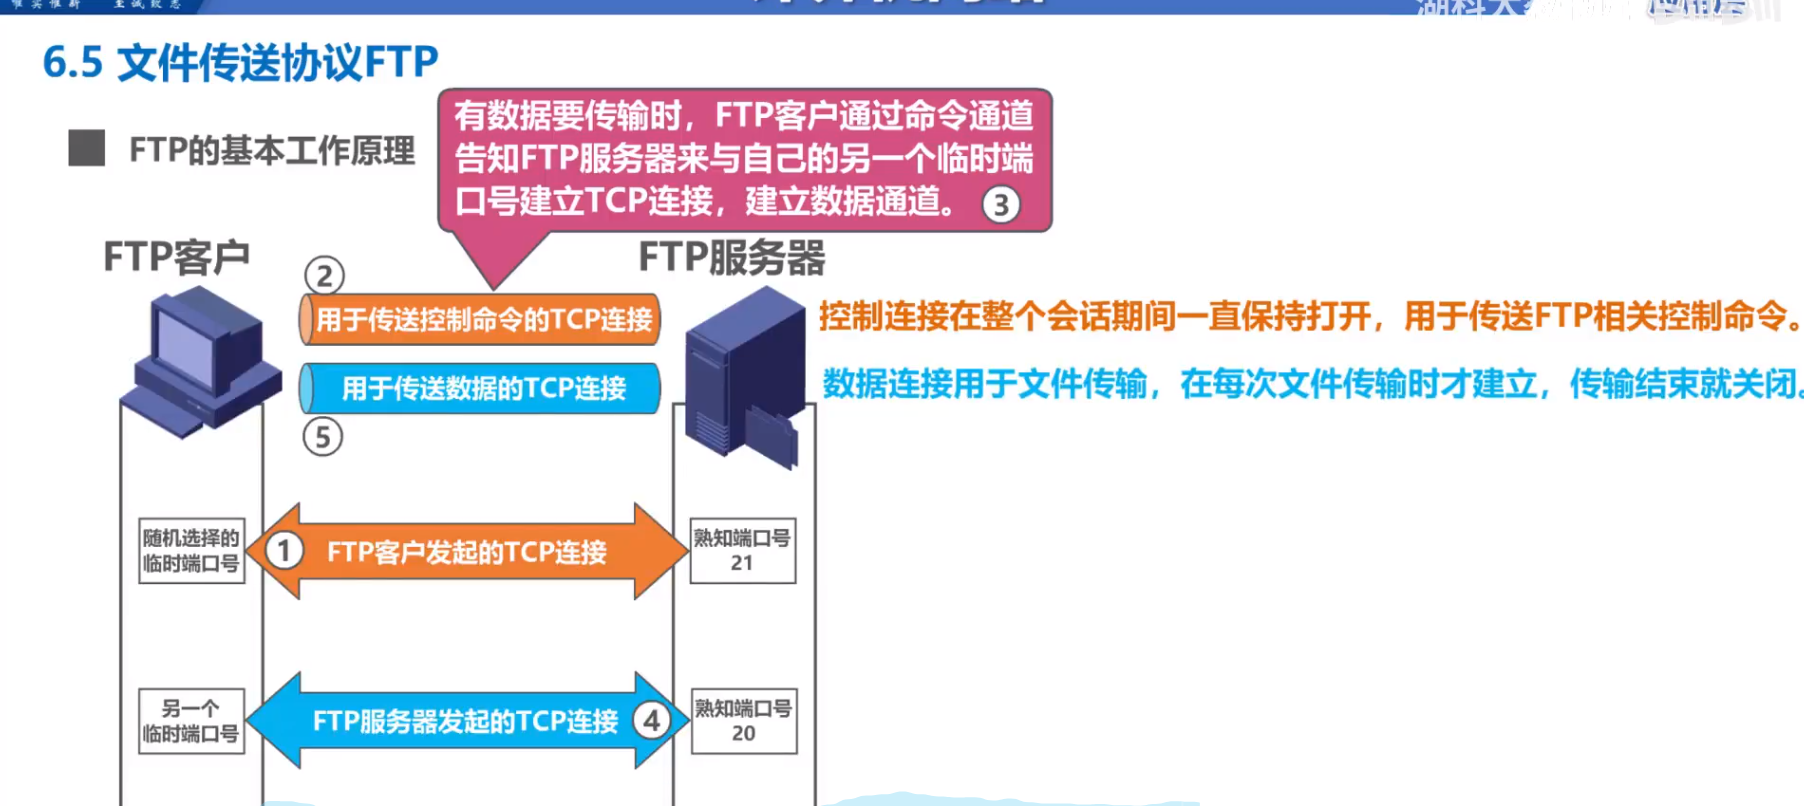 唯实惟新 至诚致志
6.5 文件传送协议FTP
FTP的基本工作原理
有数据要传输时，FTP客户通过命令通道
告知FTP服务器来与自己的另一个临时端
口号建立TCP连接，建立数据通道。 ③
FTP客户
FTP服务器
②
用于传送控制命令的TCP连接
控制连接在整个会话期间一直保持打开，用于传送FTP相关控制命令。
用于传送数据的TCP连接
数据连接用于文件传输，在每次文件传输时才建立，传输结束就关闭。
⑤
随机选择的
临时端口号
① FTP客户发起的TCP连接
熟知端口号
21
另一个
临时端口号
FTP服务器发起的TCP连接 ④
熟知端口号
20